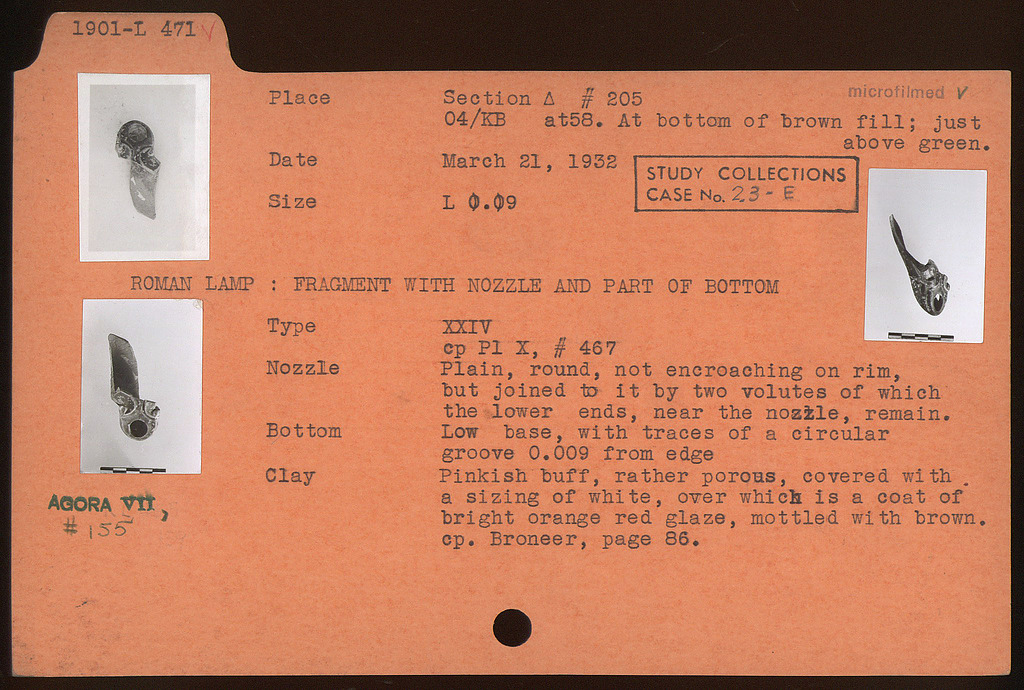 1901-L 471 √
microfilmed √
Place Section Δ # 205
04/KB at58. At bottom of brown fill; just
above green.
Date March 21, 1932
STUDY COLLECTIONS
CASE No. 23-E
Size L 0.09
ROMAN LAMP : FRAGMENT WITH NOZZLE AND PART OF BOTTOM
Type XXIV
cp Pl X, # 467
Nozzle Plain, round, not encroaching on rim,
but joined to it by two volutes of which
the lower ends, near the nozzle, remain.
Bottom Low base, with traces of a circular
groove 0.009 from edge
Clay Pinkish buff, rather porous, covered with
a sizing of white, over which is a coat of
bright orange red glaze, mottled with brown.
cp. Broneer, page 86.
AGORA VII,
# 155